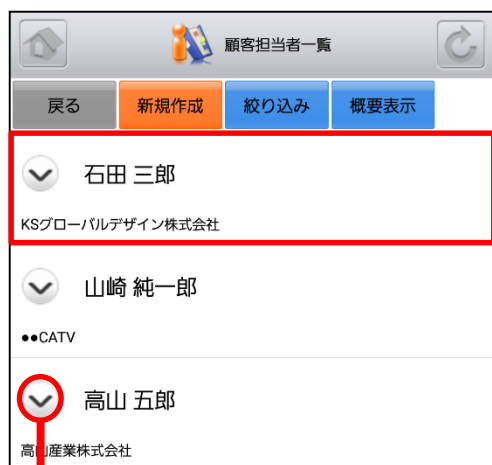 顧客担当者一覧
戻る 新規作成 絞り込み 概要表示
石田 三郎
KSグローバルデザイン株式会社
山崎 純一郎
●●CATV
高山 五郎
高山産業株式会社